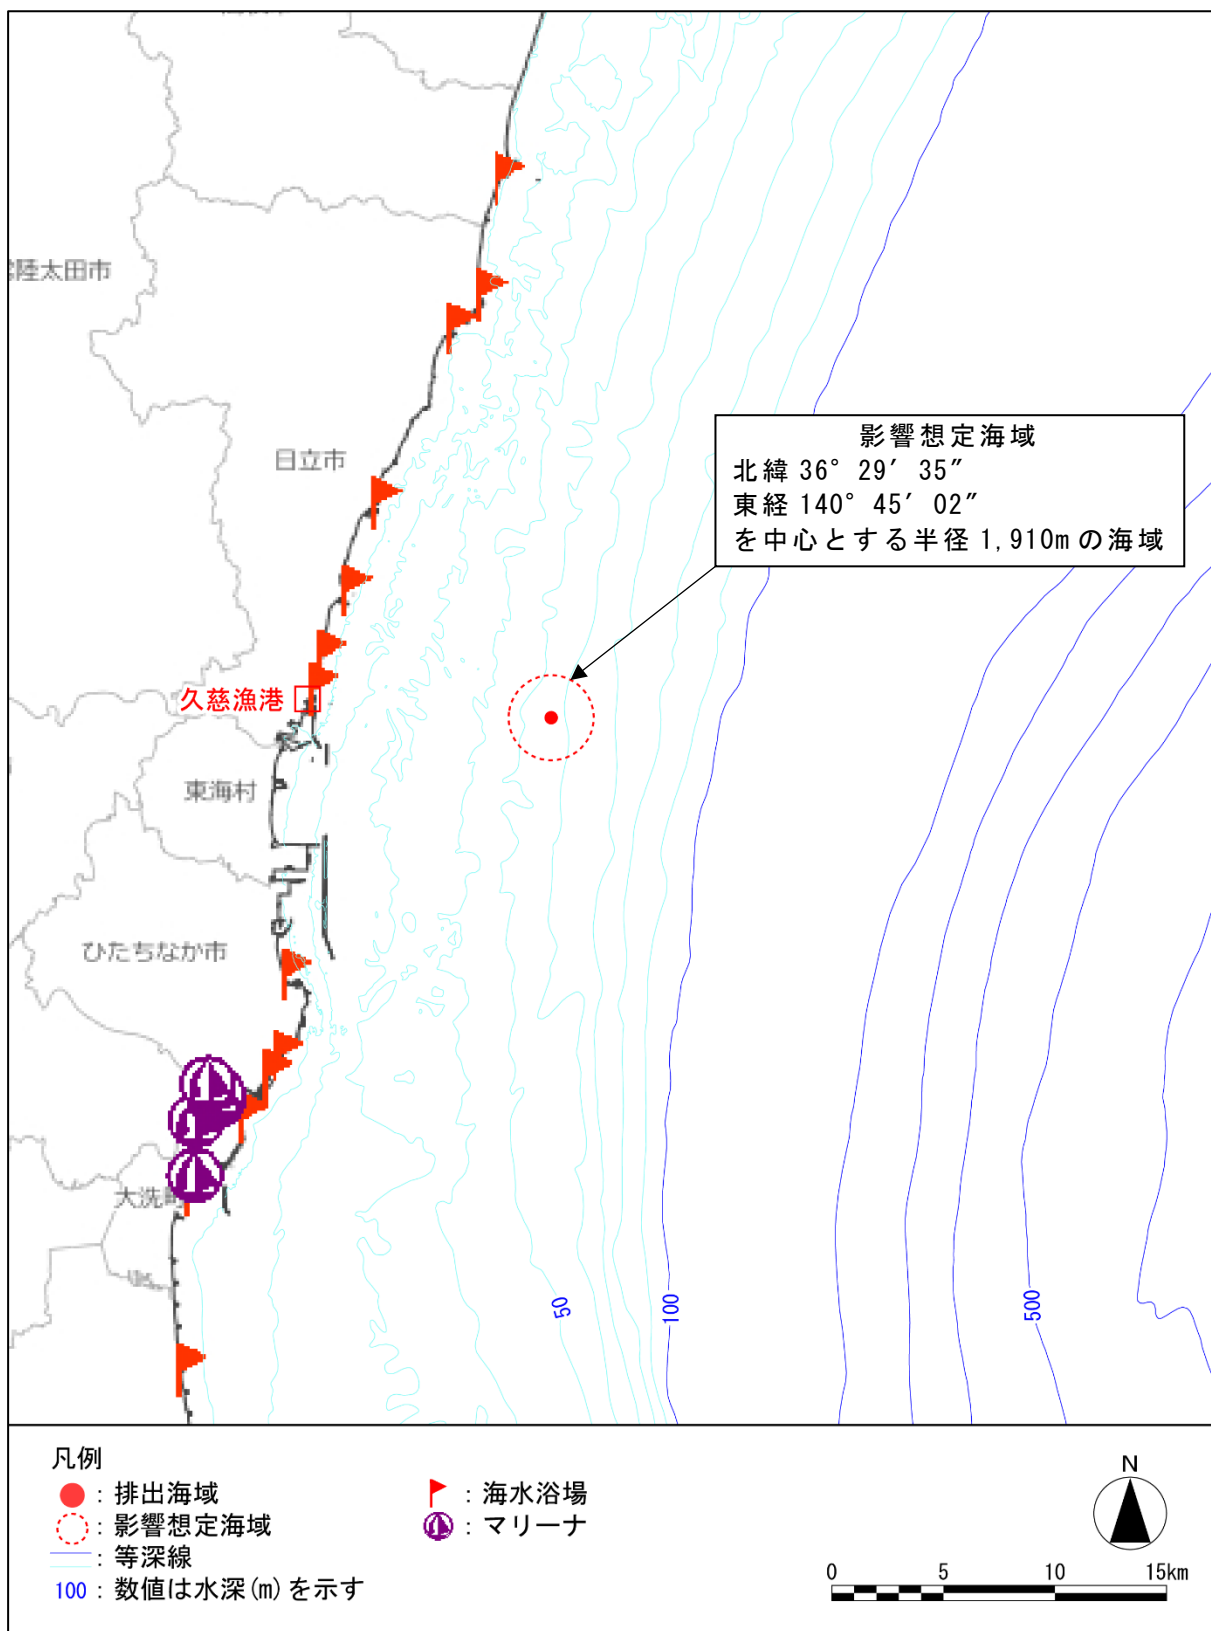 陸太田市
日立市
影響想定海域
北緯 36° 29′ 35″
東経 140° 45′ 02″
を中心とする半径 1,910m の海域
久慈漁港
東海村
ひたちなか市
大洗
50
100
500
凡例
：排出海域
：影響想定海域
：等深線
100：数値は水深(m)を示す
：海水浴場
：マリーナ
N
0 5 10 15km